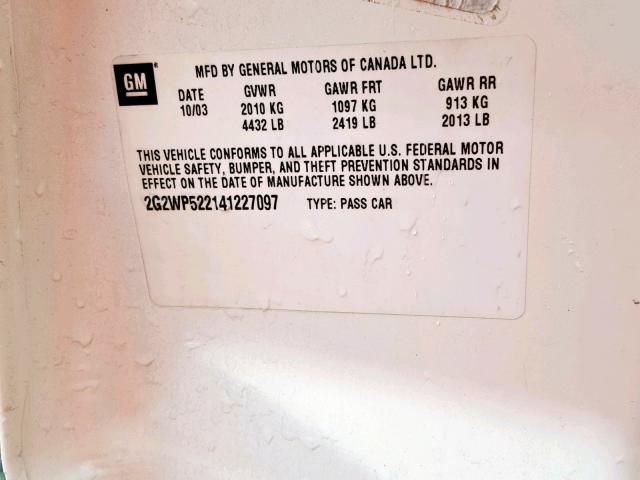 GM
MFD BY GENERAL MOTORS OF CANADA LTD.
DATE GVWR GAWR FRT GAWR RR
10/03 2010 KG 1097 KG 913 KG
4432 LB 2419 LB 2013 LB
THIS VEHICLE CONFORMS TO ALL APPLICABLE U.S. FEDERAL MOTOR
VEHICLE SAFETY, BUMPER, AND THEFT PREVENTION STANDARDS IN
EFFECT ON THE DATE OF MANUFACTURE SHOWN ABOVE.
2G2WP522141227097 TYPE: PASS CAR